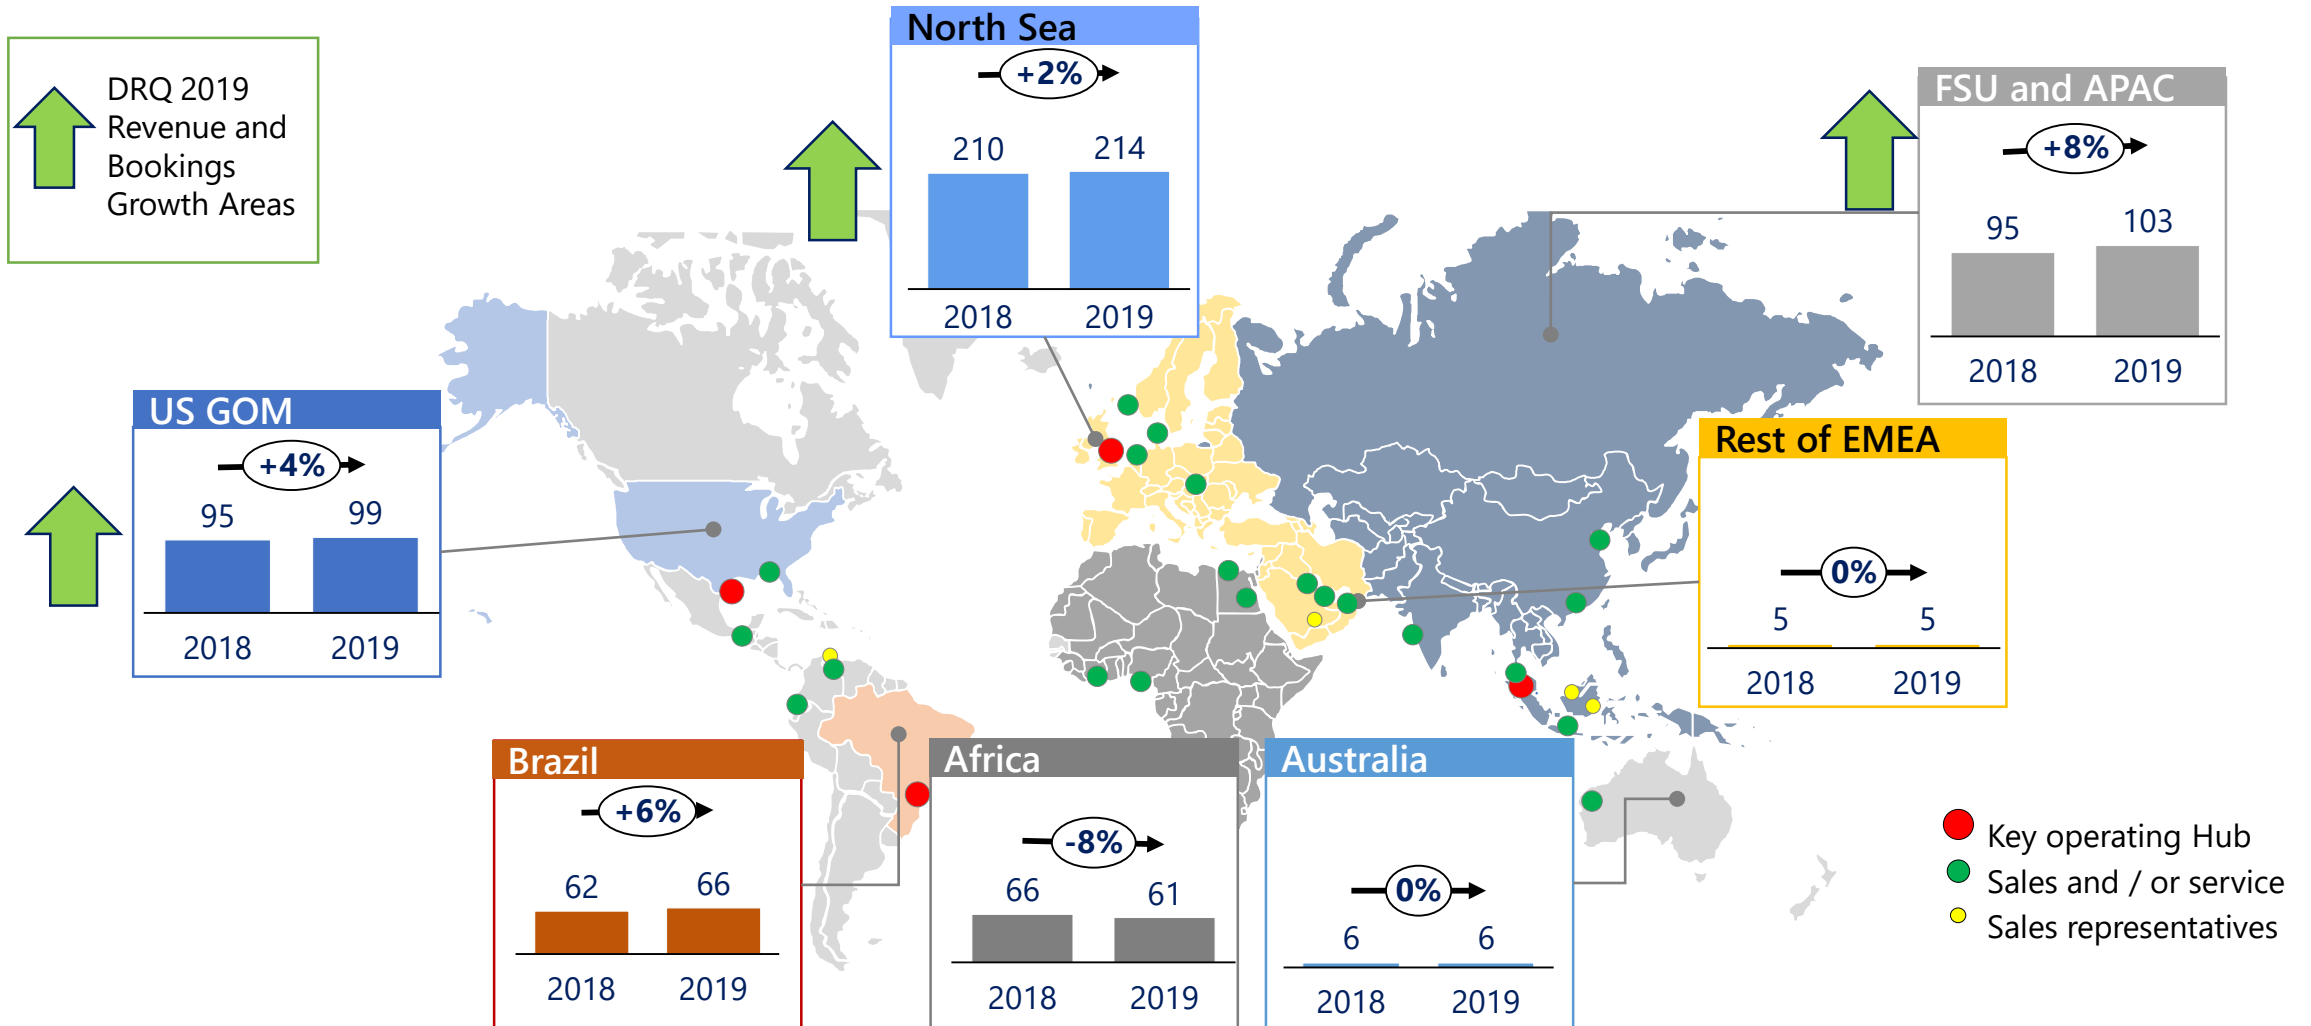 DRQ 2019
Revenue and
Bookings
Growth Areas
North Sea
+2%
210 214
2018 2019
FSU and APAC
+8%
95 103
2018 2019
US GOM
+4%
95 99
2018 2019
Rest of EMEA
0%
5 5
2018 2019
Brazil
+6%
62 66
2018 2019
Africa
-8%
66 61
2018 2019
Australia
0%
6 6
2018 2019
Key operating Hub
Sales and / or service
Sales representatives